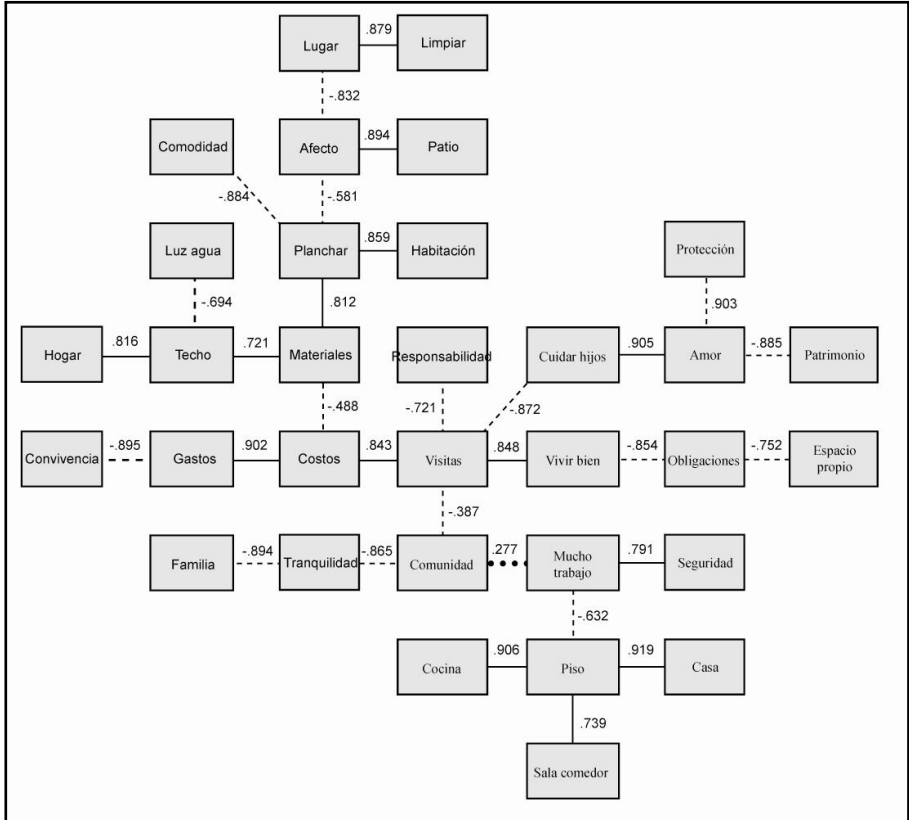 .879
Lugar
Limpiar
-.832
Comodidad
.894
Afecto
Patio
-.884
-.581
Luz agua
.859
Planchar
Habitación
Protección
-.694
.812
.903
.816
.721
.905
-.885
Hogar
Techo
Materiales
Responsabilidad
Cuidar hijos
Amor
Patrimonio
-.488
-.721
-.872
-.895
.902
.843
.848
-.854
-.752
Convivencia
Gastos
Costos
Visitas
Vivir bien
Obligaciones
Espacio
propio
-.387
-.894
-.865
.277
.791
Familia
Tranquilidad
Comunidad
Mucho
trabajo
Seguridad
-.632
.906
.919
Cocina
Piso
Casa
.739
Sala comedor